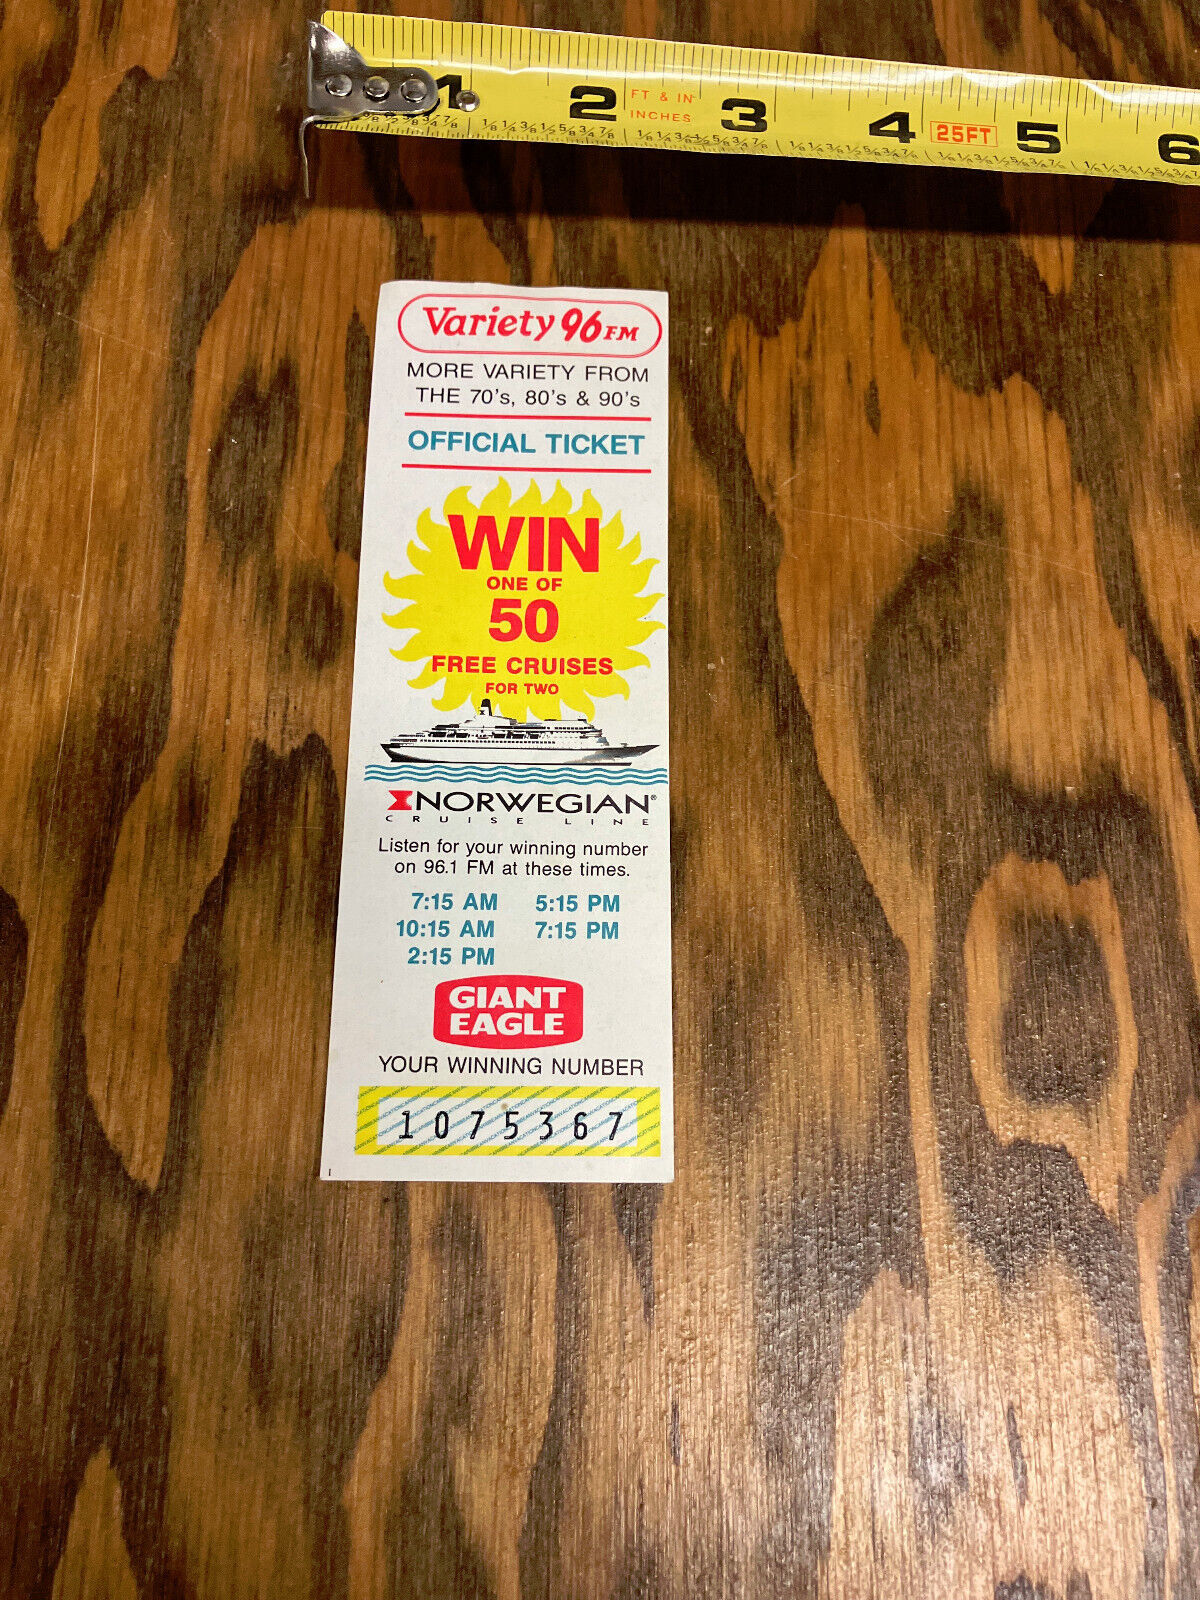 1 2 FT & IN INCHES 3 4 25FT 5 6
Variety 96 FM
MORE VARIETY FROM
THE 70's, 80's & 90's
OFFICIAL TICKET
WIN
ONE OF
50
FREE CRUISES
FOR TWO
NORWEGIAN®
CRUISE LINE
Listen for your winning number
on 96.1 FM at these times.
7:15 AM 5:15 PM
10:15 AM 7:15 PM
2:15 PM
GIANT
EAGLE
YOUR WINNING NUMBER
1075367
1